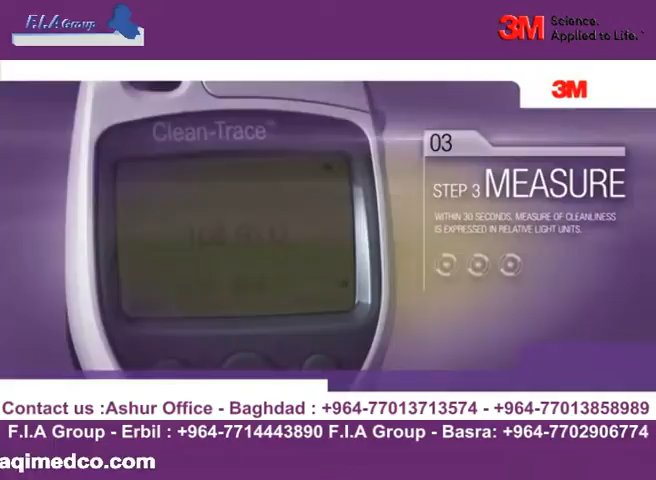 F.I.A Group
3M Science.
Applied to Life.™
3M
Clean-Trace™
03
STEP 3 MEASURE
WITHIN 30 SECONDS, MEASURE OF CLEANLINESS
IS EXPRESSED IN RELATIVE LIGHT UNITS.
Contact us :Ashur Office - Baghdad : +964-77013713574 - +964-77013858989
F.I.A Group - Erbil : +964-7714443890 F.I.A Group - Basra: +964-7702906774
aqimedco.com